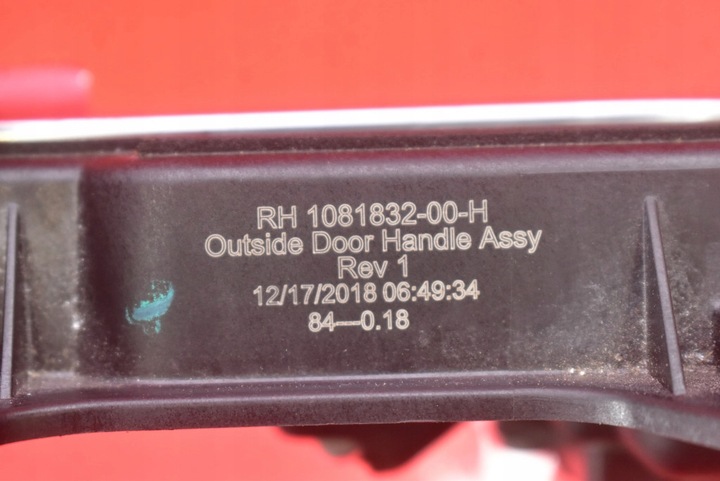 RH 1081832-00-H
Outside Door Handle Assy
Rev 1
12/17/2018 06:49:34
84—0.18